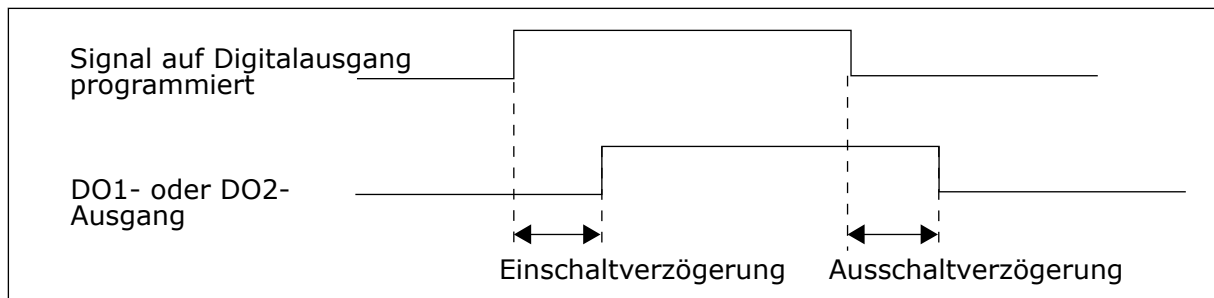 Signal auf Digitalausgang
programmiert
DO1- oder DO2-
Ausgang
Einschaltverzögerung
Ausschaltverzögerung